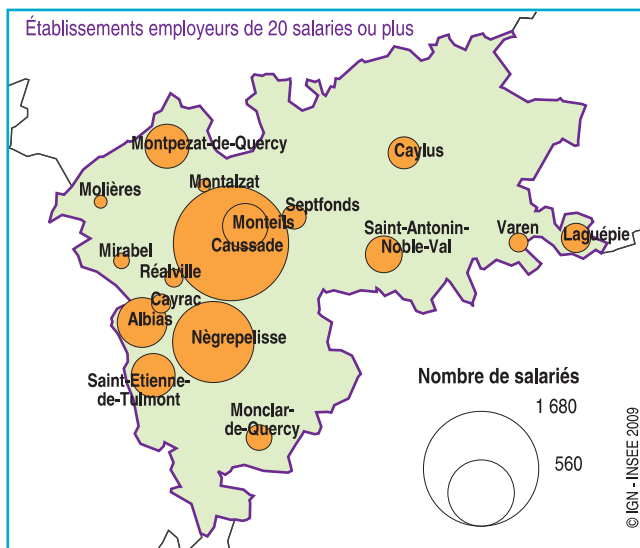 Établissements employeurs de 20 salaries ou plus
Montpezat-de-Quercy
Caylus
Molières
Montalzat
Septfonds
Monteils
Caussade
Saint-Antonin-
Noble-Val
Varen
Laguépie
Mirabel
Réalville
Cayrac
Albias
Nègrepelisse
Saint-Etienne-
de-Tulmont
Monclar-
de-Quercy
Nombre de salariés
1 680
560
© IGN - INSEE 2009